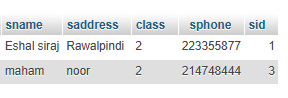 sname saddress class sphone sid
Eshal siraj Rawalpindi 2 223355877 1
maham noor 2 214748444 3